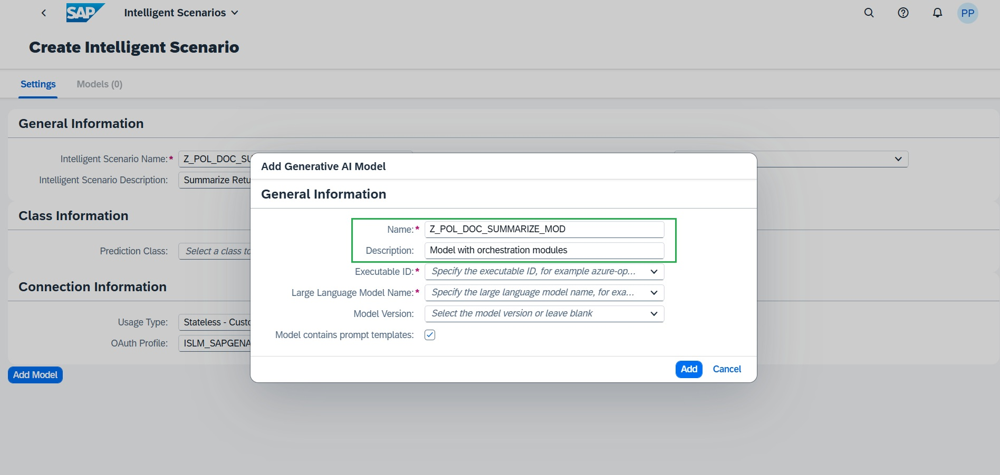 SAP Intelligent Scenarios
PP
Create Intelligent Scenario
Settings Models (0)
General Information
Intelligent Scenario Name:* Z_POL_DOC_SU
Intelligent Scenario Description: Summarize Retu
Class Information
Prediction Class: Select a class to
Connection Information
Usage Type: Stateless - Custo
OAuth Profile: ISLM_SAPGENA
Add Model
Add Generative AI Model
General Information
Name:* Z_POL_DOC_SUMMARIZE_MOD
Description: Model with orchestration modules
Executable ID:* Specify the executable ID, for example azure-op...
Large Language Model Name:* Specify the large language model name, for exa...
Model Version: Select the model version or leave blank
Model contains prompt templates:
Add Cancel